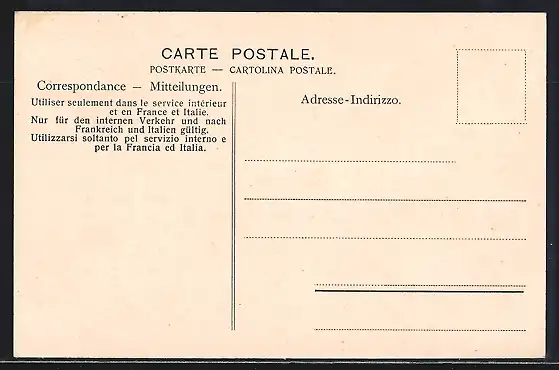 CARTE POSTALE.
POSTKARTE — CARTOLINA POSTALE.
Correspondance — Mitteilungen.
Utiliser seulement dans le service intérieur
et en France et Italie.
Nur für den internen Verkehr und nach
Frankreich und Italien gültig.
Utilizzarsi soltanto pel servizio interno e
per la Francia ed Italia.
Adresse-Indirizzo.